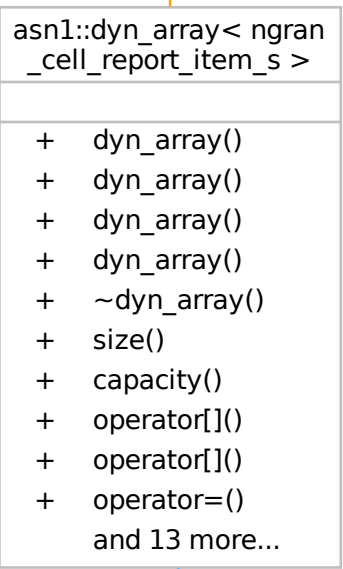 asn1::dyn_array< ngran
_cell_report_item_s >
+ dyn_array()
+ dyn_array()
+ dyn_array()
+ dyn_array()
+ ~dyn_array()
+ size()
+ capacity()
+ operator[]()
+ operator[]()
+ operator=()
and 13 more...